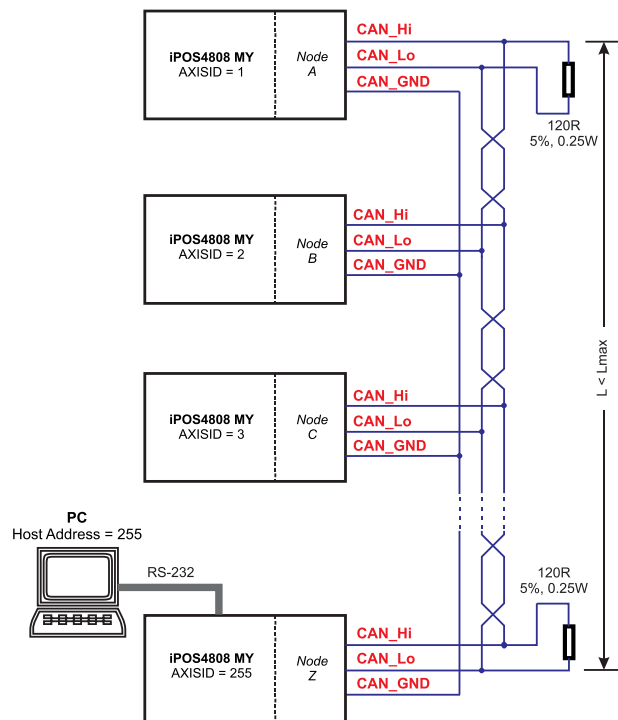 iPOS4808 MY
AXISID = 1
Node
A
CAN_Hi
CAN_Lo
CAN_GND
120R
5%, 0.25W
iPOS4808 MY
AXISID = 2
Node
B
CAN_Hi
CAN_Lo
CAN_GND
L < Lmax
iPOS4808 MY
AXISID = 3
Node
C
CAN_Hi
CAN_Lo
CAN_GND
PC
Host Address = 255
RS-232
120R
5%, 0.25W
iPOS4808 MY
AXISID = 255
Node
Z
CAN_Hi
CAN_Lo
CAN_GND